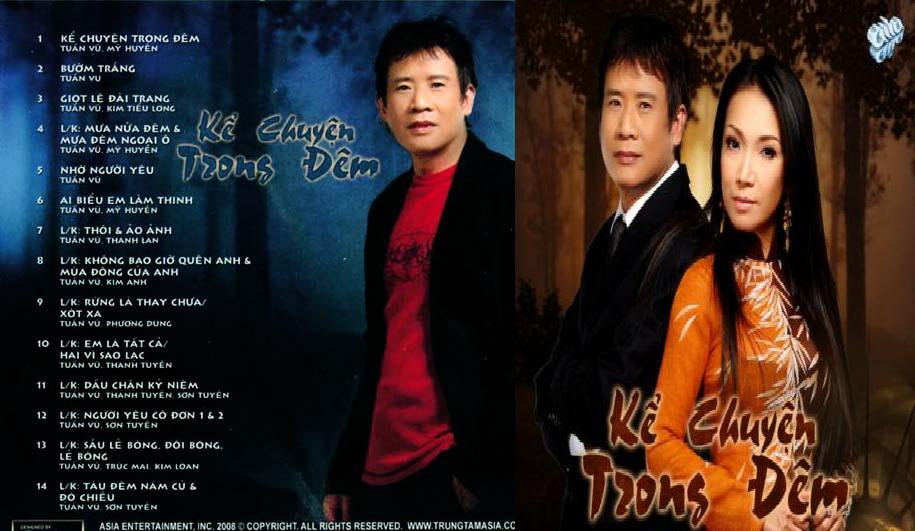 1 KỂ CHUYỆN TRONG ĐÊM
TUẤN VŨ, MỸ HUYỀN
2 BƯỚM TRẮNG
TUẤN VŨ
3 GIỌT LỆ ĐÀI TRANG
TUẤN VŨ, KIM TIỂU LONG
4 L/K: MƯA NỬA ĐÊM &
MƯA ĐÊM NGOẠI Ô
TUẤN VŨ, MỸ HUYỀN
5 NHỚ NGƯỜI YÊU
TUẤN VŨ
6 AI BIỂU EM LÀM THINH
TUẤN VŨ, MỸ HUYỀN
7 L/K: THÔI & ẢO ẢNH
TUẤN VŨ, THANH LAN
8 L/K: KHÔNG BAO GIỜ QUÊN ANH &
MÙA ĐÔNG CỦA ANH
TUẤN VŨ, KIM ANH
9 L/K: RỪNG LÁ THAY CHƯA/
XÓT XA
TUẤN VŨ, PHƯƠNG DUNG
10 L/K: EM LÀ TẤT CẢ/
HAI VÌ SAO LẠC
TUẤN VŨ, THANH TUYỀN
11 L/K: DẤU CHÂN KỶ NIỆM
TUẤN VŨ, THANH TUYỀN, SƠN TUYỀN
12 L/K: NGƯỜI YÊU CÔ ĐƠN 1 & 2
TUẤN VŨ, SƠN TUYỀN
13 L/K: SẦU LẺ BÓNG, ĐÔI BÓNG,
LẺ BÓNG
TUẤN VŨ, TRÚC MAI, KIM LOAN
14 L/K: TÀU ĐÊM NĂM CŨ &
ĐÒ CHIỀU
TUẤN VŨ, SƠN TUYỀN
Kể Chuyện
Trong Đêm
DESIGNED BY
ASIA ENTERTAINMENT, INC. 2008 © COPYRIGHT. ALL RIGHTS RESERVED. WWW.TRUNGTAMASIA.CO
Kể Chuyện
Trong Đêm